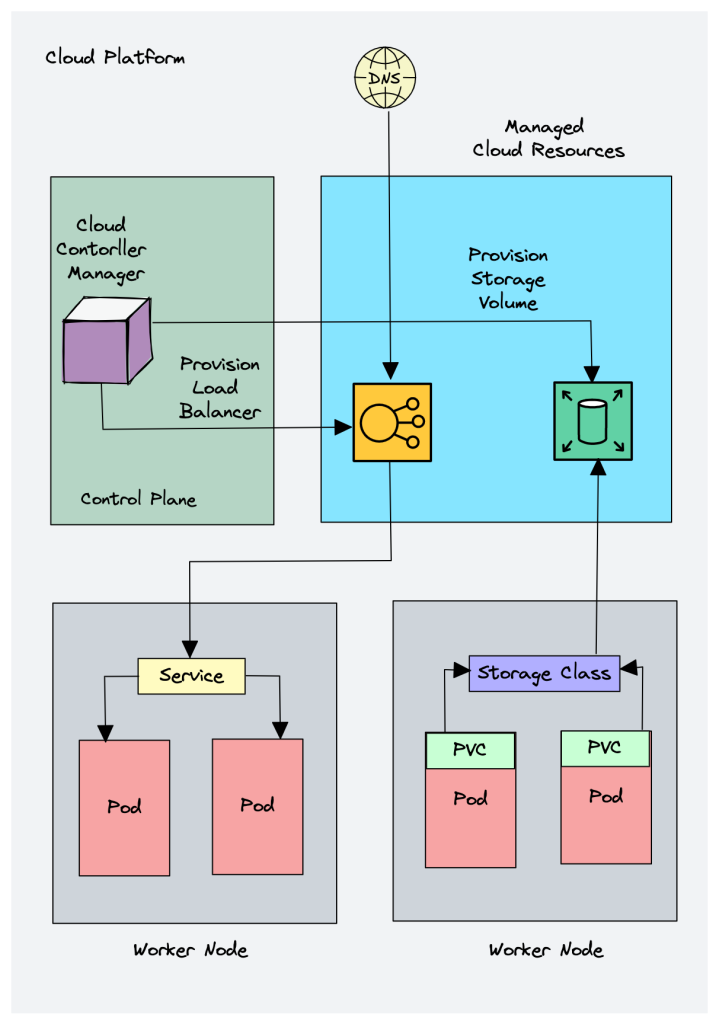 Cloud Platform
DNS
Managed
Cloud Resources
Cloud
Contorller
Manager
Provision
Storage
Volume
Provision
Load
Balancer
Control Plane
Service
Storage Class
PVC
PVC
Pod
Pod
Pod
Pod
Worker Node
Worker Node